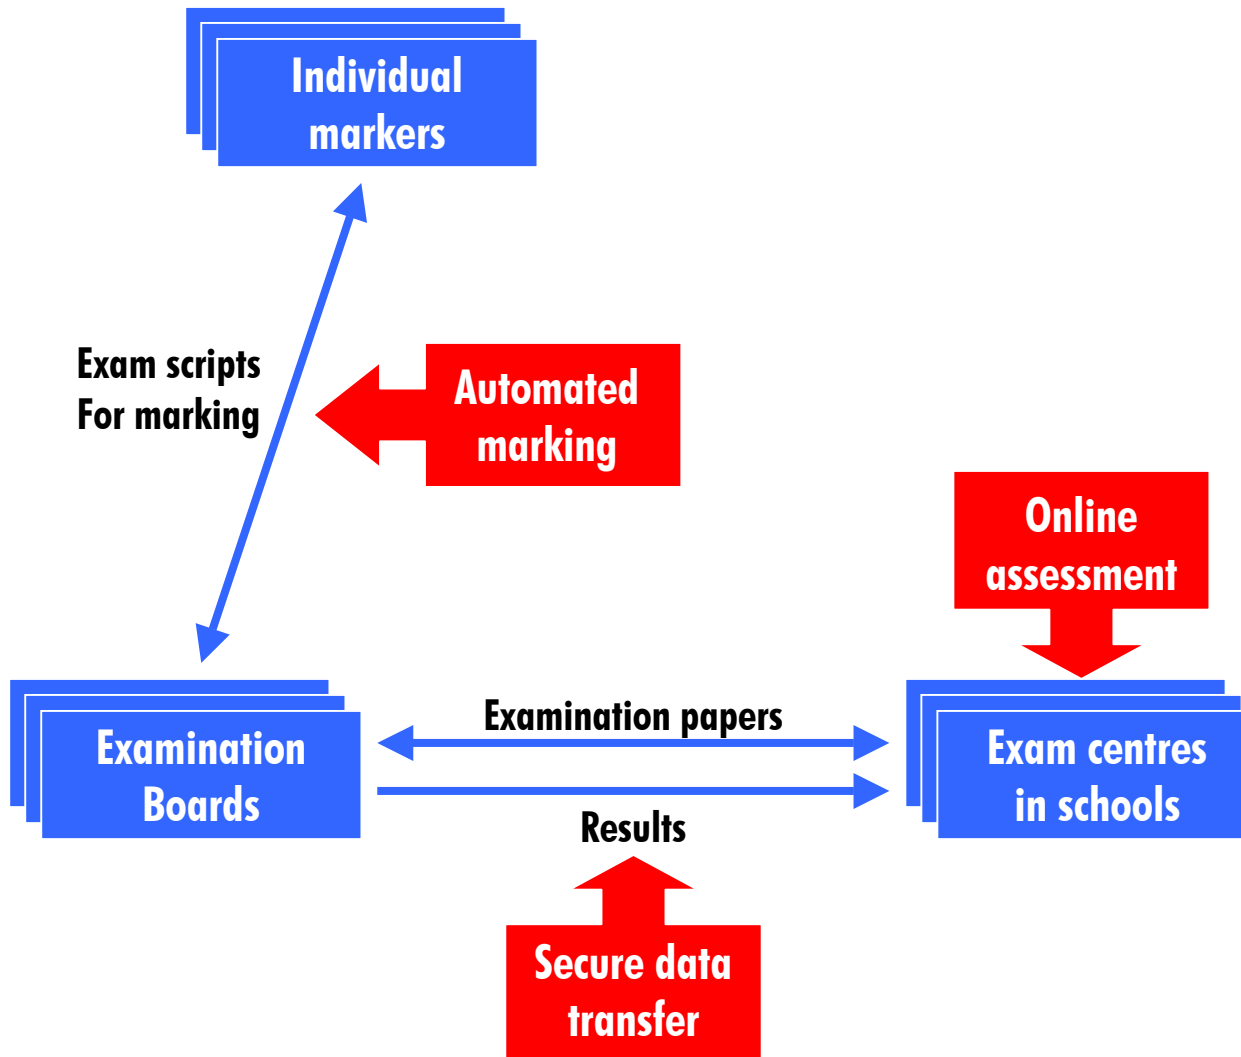 Individual
markers
Exam scripts
For marking
Automated
marking
Online
assessment
Examination
Boards
Examination papers
Results
Exam centres
in schools
Secure data
transfer